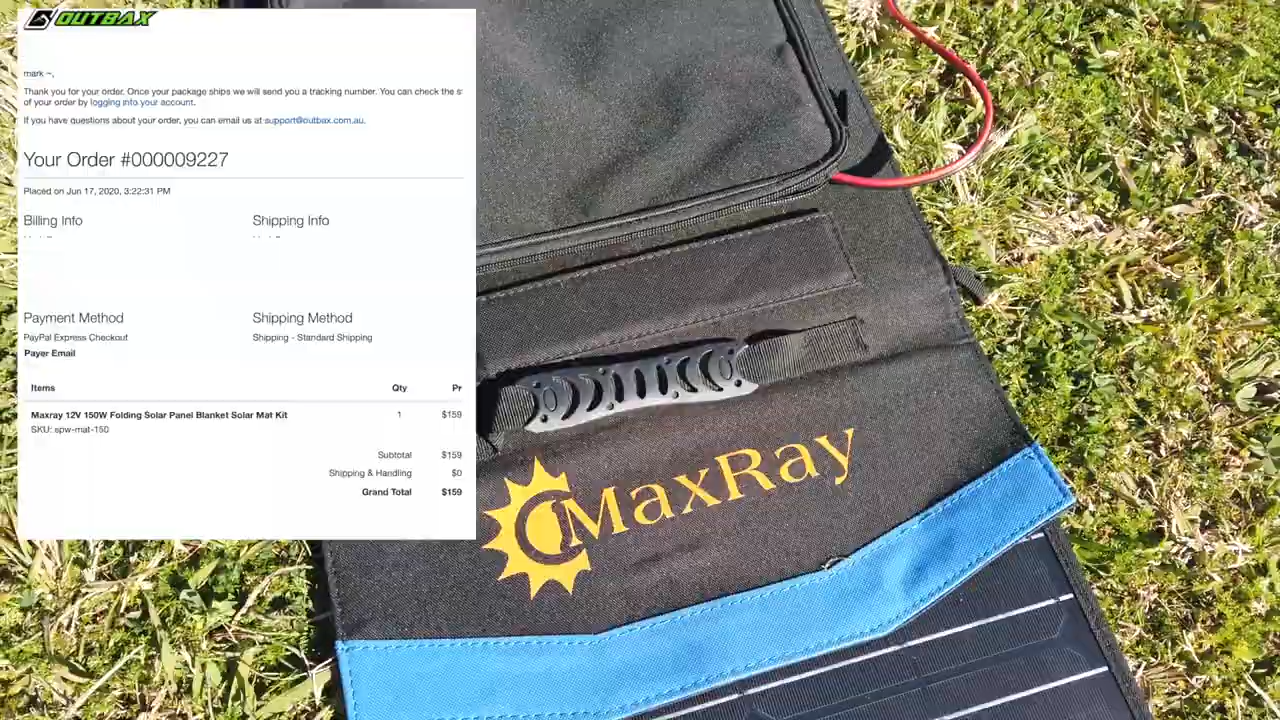 OUTBAX
mark ~,
Thank you for your order. Once your package ships we will send you a tracking number. You can check the s
of your order by logging into your account.
If you have questions about your order, you can email us at support@outbax.com.au.
Your Order #000009227
Placed on Jun 17, 2020, 3:22:31 PM
Billing Info
Shipping Info
Payment Method
Shipping Method
PayPal Express Checkout
Shipping - Standard Shipping
Payer Email
Items Qty Pr
Maxray 12V 150W Folding Solar Panel Blanket Solar Mat Kit 1 $159
SKU: spw-mat-150
Subtotal $159
Shipping & Handling $0
Grand Total $159
MaxRay